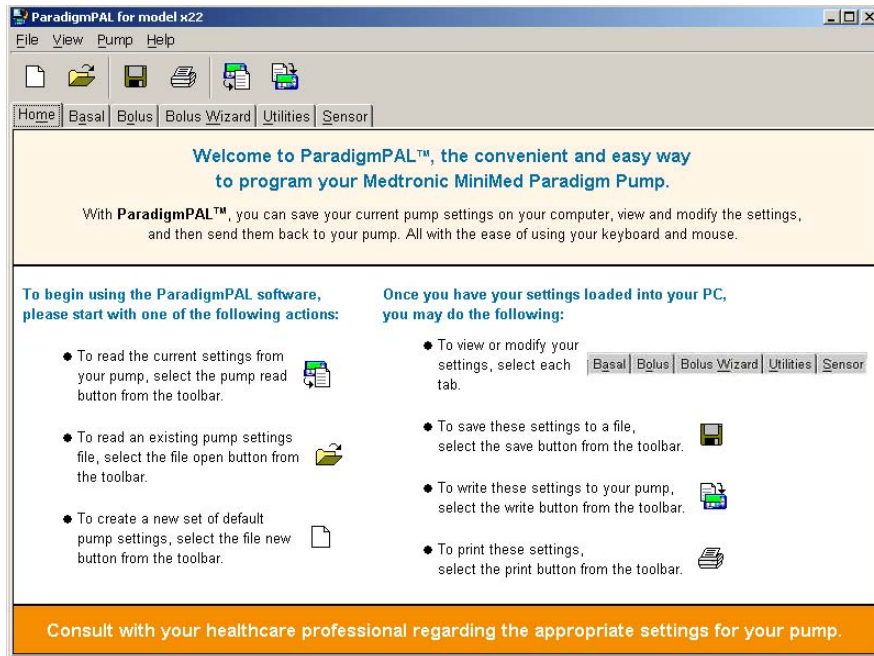 ParadigmPAL for model x22
File View Pump Help
Home Basal Bolus Bolus Wizard Utilities Sensor
Welcome to ParadigmPAL™, the convenient and easy way
to program your Medtronic MiniMed Paradigm Pump.
With ParadigmPAL™, you can save your current pump settings on your computer, view and modify the settings,
and then send them back to your pump. All with the ease of using your keyboard and mouse.
To begin using the ParadigmPAL software,
please start with one of the following actions:
● To read the current settings from
your pump, select the pump read
button from the toolbar.
● To read an existing pump settings
file, select the file open button from
the toolbar.
● To create a new set of default
pump settings, select the file new
button from the toolbar.
Once you have your settings loaded into your PC,
you may do the following:
● To view or modify your
settings, select each
tab.
Basal Bolus Bolus Wizard Utilities Sensor
● To save these settings to a file,
select the save button from the toolbar.
● To write these settings to your pump,
select the write button from the toolbar.
● To print these settings,
select the print button from the toolbar.
Consult with your healthcare professional regarding the appropriate settings for your pump.